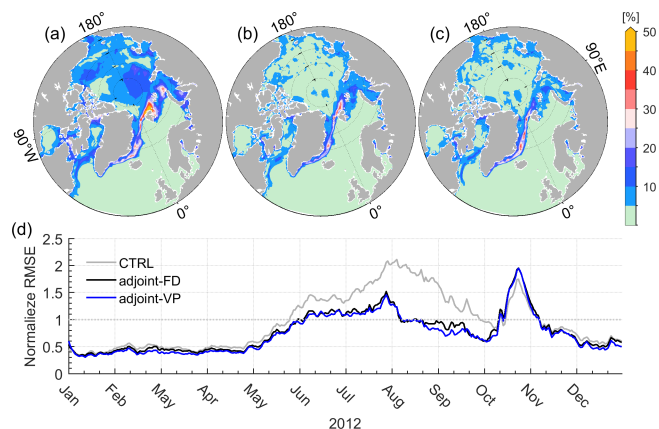 180° 180° 180° [%]
(a) (b) (c) 50
90°E 40
30
20
90°W 10
0° 0° 0°
(d)
2.5
CTRL
adjoint-FD
adjoint-VP
2
1.5
1
0.5
0
Normalieze RMSE
Jan Feb Mar Apr May Jun Jul Aug Sep Oct Nov Dec
2012